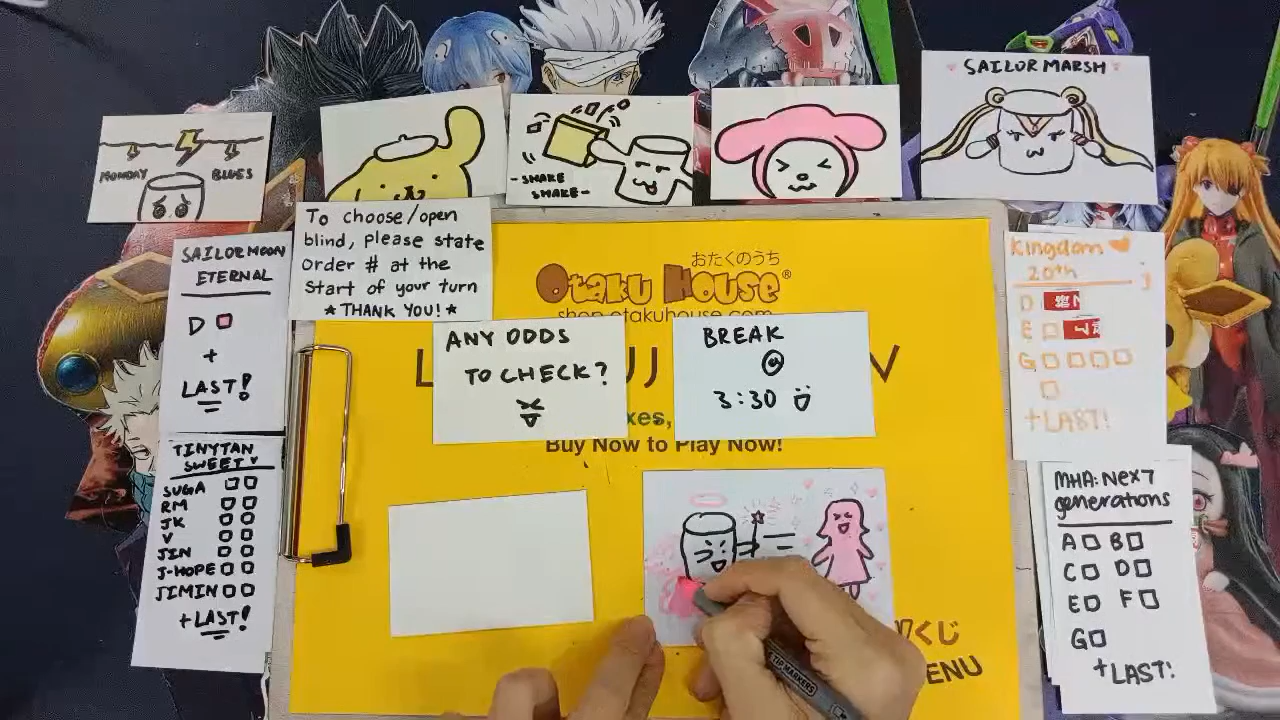 MONDAY BLUES
- SHAKE
SHAKE -
SAILOR MARSH
To choose/open
blind, please state
Order # at the
Start of your turn
★ THANK YOU! ★
SAILORMOON
ETERNAL
D
+
LAST!
TINYTAN
SWEET
SUGA
RM
JK
V
JIN
J-HOPE
JIMIN
+LAST!
おたくのうち
Otaku House®
shop.otakuhouse.com
ANY ODDS
TO CHECK?
BREAK
@
3:30
Buy Now to Play Now!
くじ
ENU
TIP MARKERS
Kingdom
20th
D
E
G
+LAST!
MHA: Next
generations
A B
C D
E F
G
+LAST!